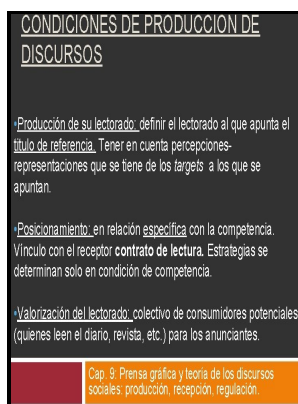 CONDICIONES DE PRODUCCION DE
DISCURSOS
•Producción de su lectorado: definir el lectorado al que apunta el
titulo de referencia. Tener en cuenta percepciones-
representaciones que se tiene de los targets a los que se
apuntan.
•Posicionamiento: en relación específica con la competencia.
Vínculo con el receptor contrato de lectura. Estrategias se
determinan solo en condición de competencia.
•Valorización del lectorado: colectivo de consumidores potenciales
(quienes leen el diario, revista, etc.) para los anunciantes.
Cap. 9: Prensa gráfica y teoría de los discursos
sociales: producción, recepción, regulación.